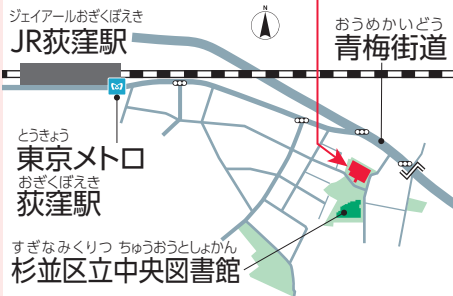 ジェイアールおぎくぼえき
JR荻窪駅
N
おうめかいどう
青梅街道
とうきょう
東京メトロ
おぎくぼえき
荻窪駅
すぎなみくりつ ちゅうおうとしょかん
杉並区立中央図書館